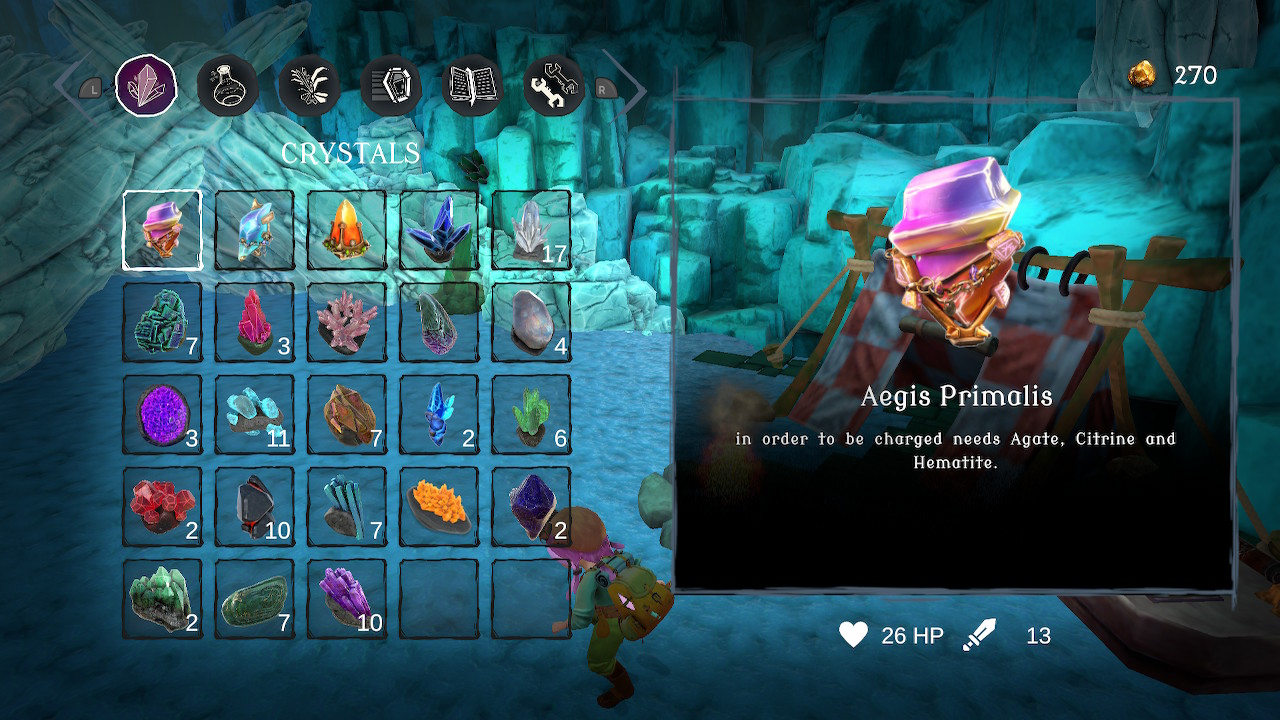 L
R
270
CRYSTALS
17
7
3
4
3
11
7
2
6
2
10
7
2
2
7
10
Aegis Primalis
in order to be charged needs Agate, Citrine and
Hematite.
26 HP
13